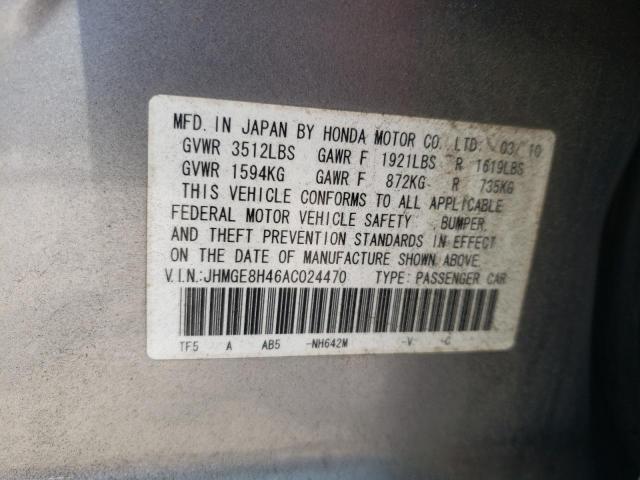 MFD. IN JAPAN BY HONDA MOTOR CO. LTD. 03/10
GVWR 3512LBS GAWR F 1921LBS R 1619LBS
GVWR 1594KG GAWR F 872KG R 735KG
THIS VEHICLE CONFORMS TO ALL APPLICABLE
FEDERAL MOTOR VEHICLE SAFETY, BUMPER,
AND THEFT PREVENTION STANDARDS IN EFFECT
ON THE DATE OF MANUFACTURE SHOWN ABOVE.
V.I.N.:JHMGE8H46AC024470 TYPE: PASSENGER CAR
TF5 A AB5 -NH642M -V -C